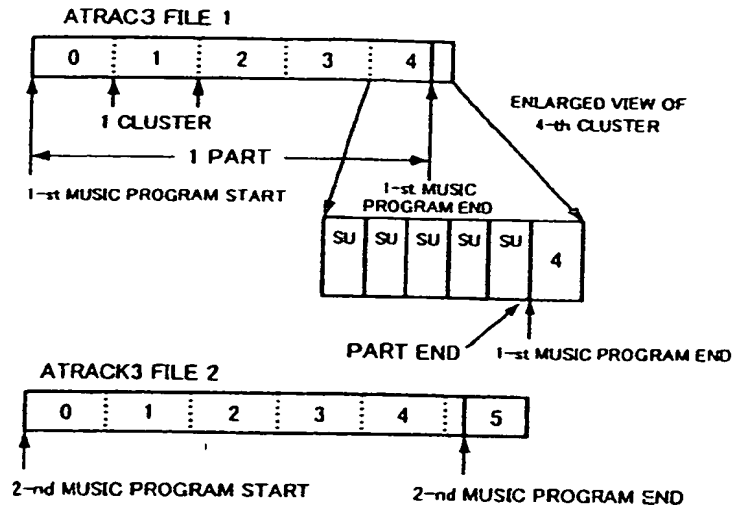 ATRAC3 FILE 1
0 1 2 3 4
1 CLUSTER
ENLARGED VIEW OF
4-th CLUSTER
1 PART
1-st MUSIC PROGRAM START
1-st MUSIC
PROGRAM END
SU SU SU SU SU 4
PART END
1-st MUSIC PROGRAM END
ATRACK3 FILE 2
0 1 2 3 4 5
2-nd MUSIC PROGRAM START
2-nd MUSIC PROGRAM END